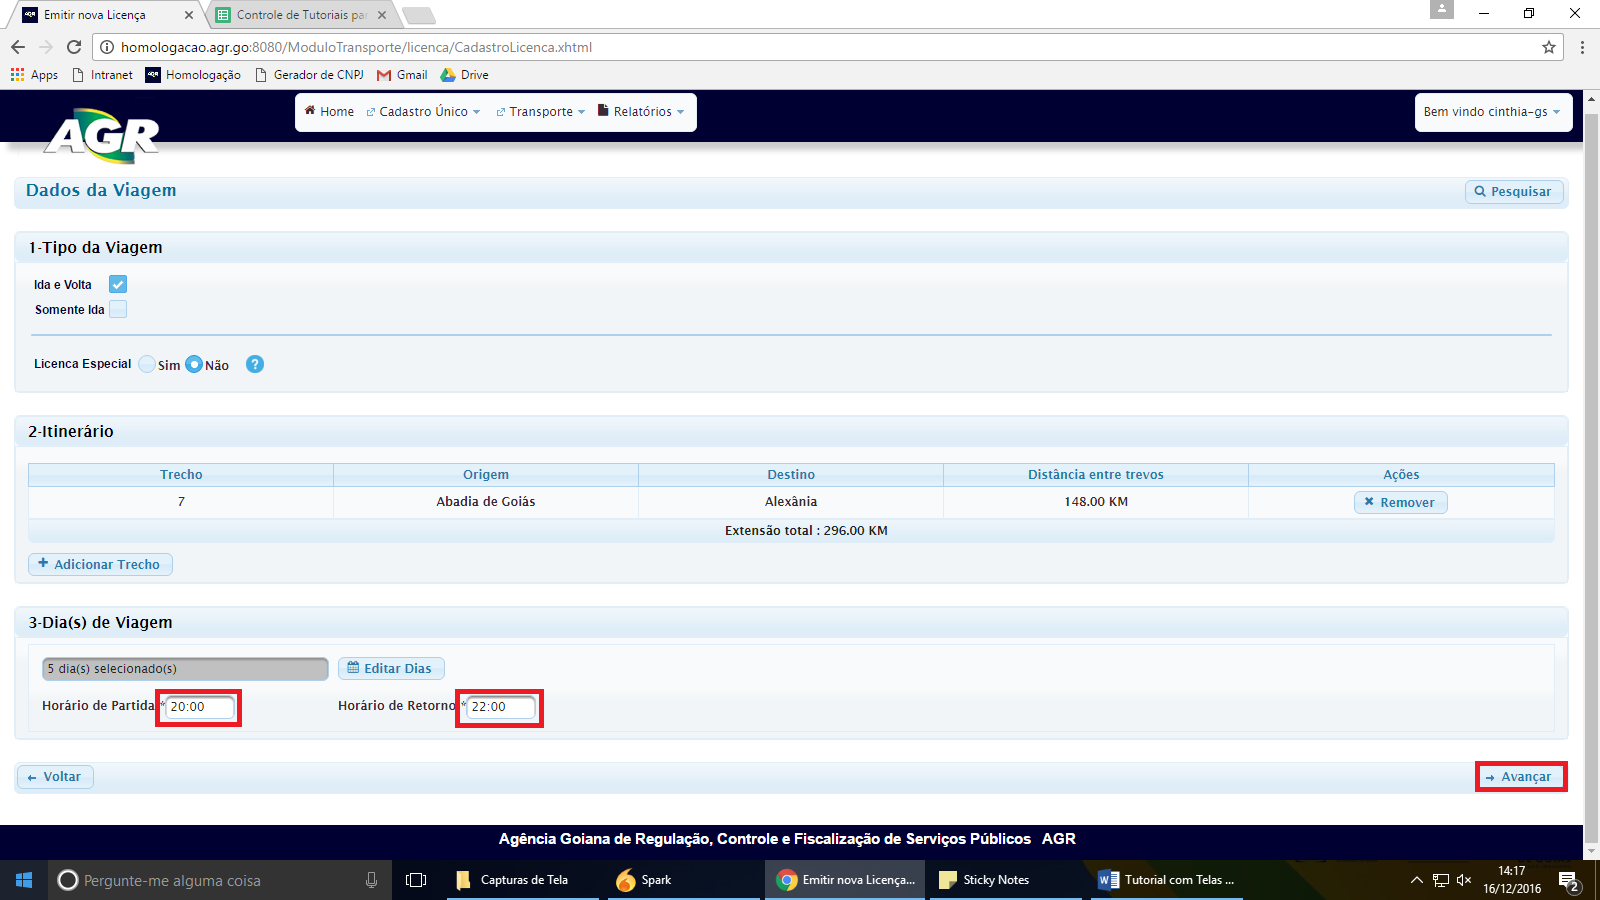 Emitir nova Licença
Controle de Tutoriais pa
homologacao.agr.go:8080/ModuloTransporte/licenca/CadastroLicenca.xhtml
Apps Intranet Homologação Gerador de CNPJ Gmail Drive
AGR
Home Cadastro Único Transporte Relatórios
Bem vindo cinthia-gs
Dados da Viagem
Pesquisar
1-Tipo da Viagem
Ida e Volta
Somente Ida
Licenca Especial Sim Não ?
2-Itinerário
Trecho Origem Destino Distância entre trevos Ações
7 Abadia de Goiás Alexânia 148.00 KM Remover
Extensão total : 296.00 KM
Adicionar Trecho
3-Dia(s) de Viagem
5 dia(s) selecionado(s) Editar Dias
Horário de Partida * 20:00 Horário de Retorno * 22:00
Voltar
Avançar
Agência Goiana de Regulação, Controle e Fiscalização de Serviços Públicos AGR
Pergunte-me alguma coisa
Capturas de Tela
Spark
Emitir nova Licença...
Sticky Notes
Tutorial com Telas ...
14:17
16/12/2016
2